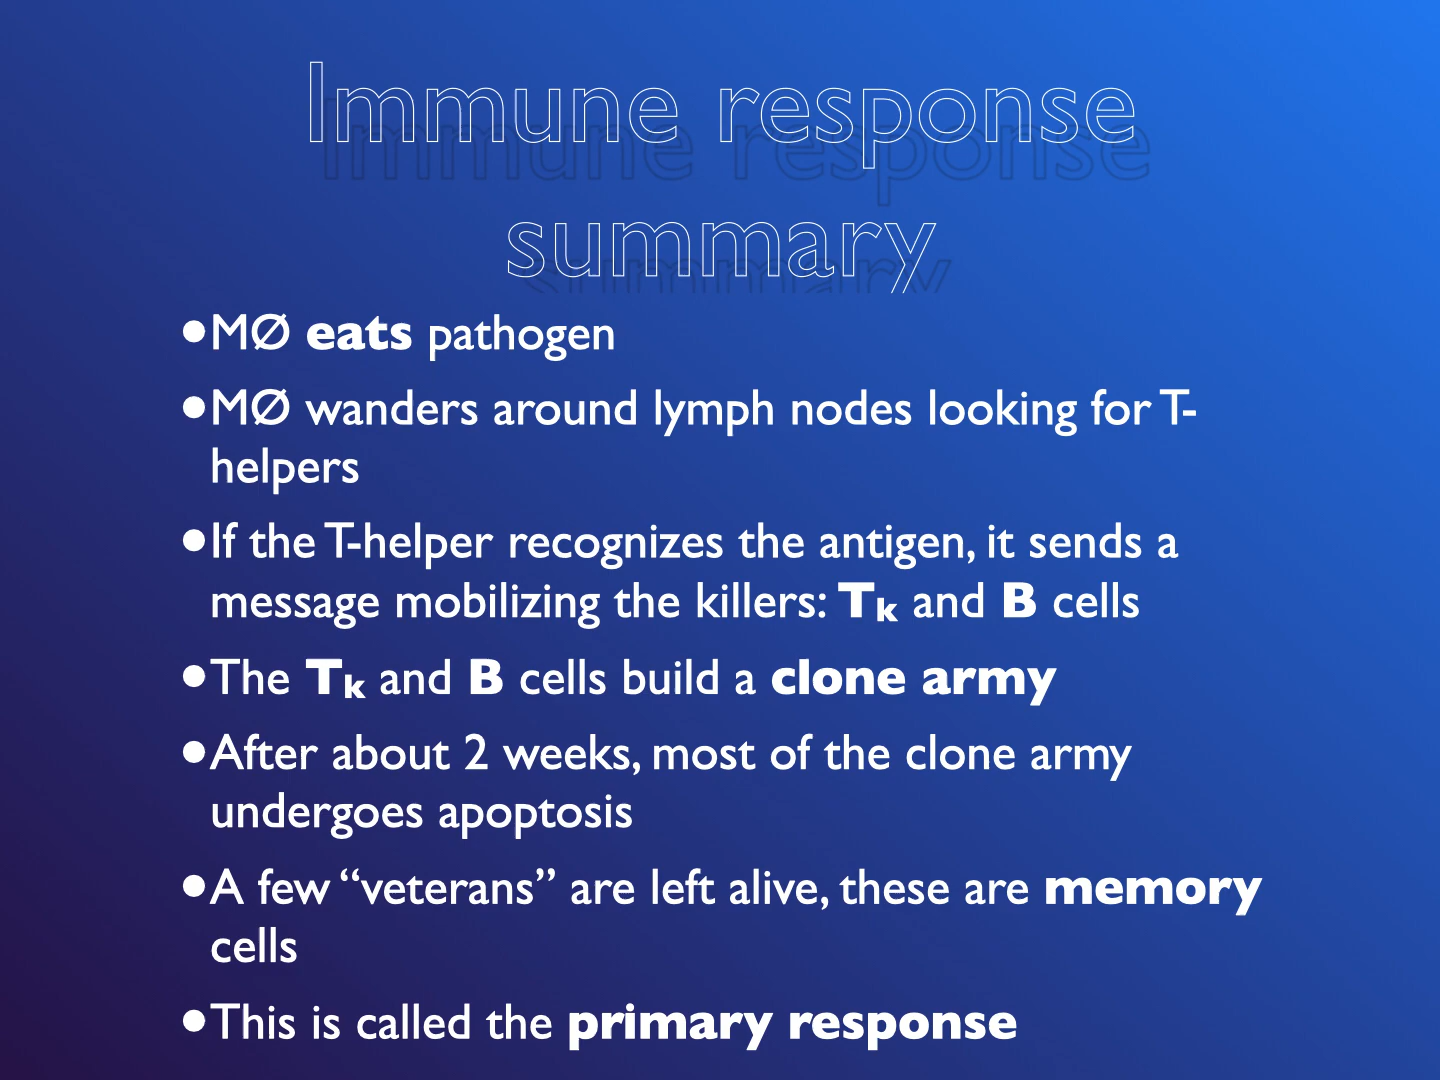 Immune response
summary
•MØ eats pathogen
•MØ wanders around lymph nodes looking for T-
helpers
•If the T-helper recognizes the antigen, it sends a
message mobilizing the killers: Tk and B cells
•The Tk and B cells build a clone army
•After about 2 weeks, most of the clone army
undergoes apoptosis
•A few “veterans” are left alive, these are memory
cells
•This is called the primary response